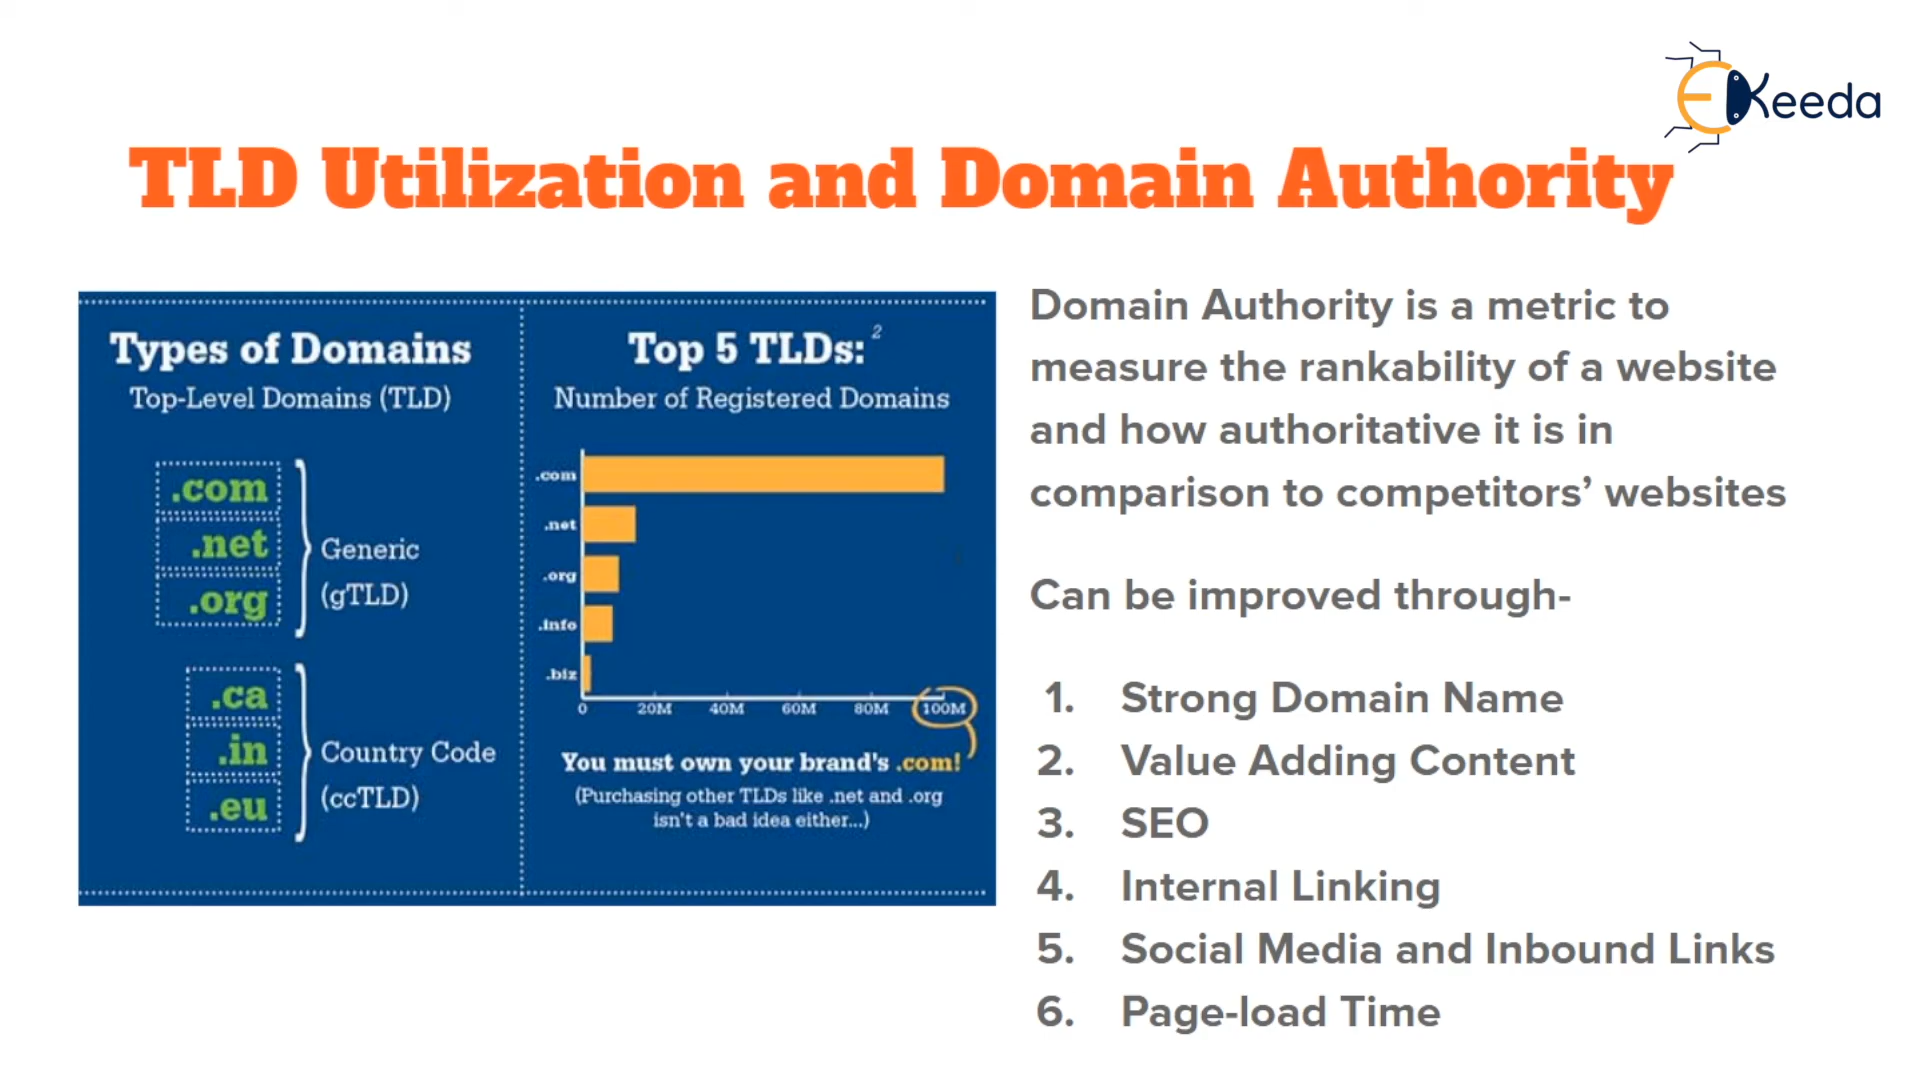 EKeeda
TLD Utilization and Domain Authority
Types of Domains
Top-Level Domains (TLD)
.com
.net
.org
Generic
(gTLD)
.ca
.in
.eu
Country Code
(ccTLD)
Top 5 TLDs: 2
Number of Registered Domains
.com
.net
.org
.info
.biz
0 20M 40M 60M 80M 100M
You must own your brand's .com!
(Purchasing other TLDs like .net and .org
isn't a bad idea either...)
Domain Authority is a metric to
measure the rankability of a website
and how authoritative it is in
comparison to competitors’ websites
Can be improved through-
1. Strong Domain Name
2. Value Adding Content
3. SEO
4. Internal Linking
5. Social Media and Inbound Links
6. Page-load Time